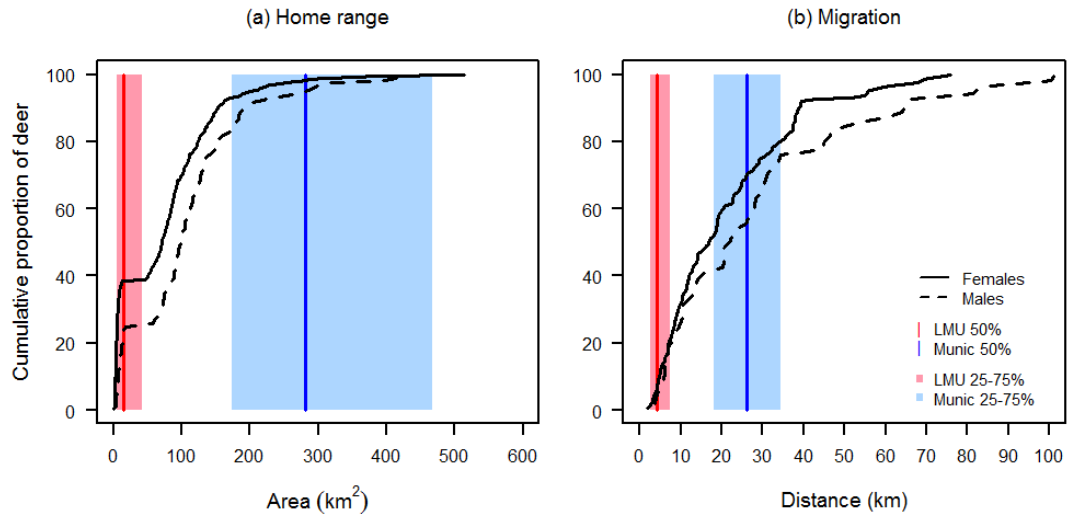 (a) Home range
(b) Migration
Cumulative proportion of deer
100
80
60
40
20
0
0 100 200 300 400 500 600
Area (km²)
100
80
60
40
20
0
Females
Males
LMU 50%
Munic 50%
LMU 25-75%
Munic 25-75%
0 10 20 30 40 50 60 70 80 90 100
Distance (km)